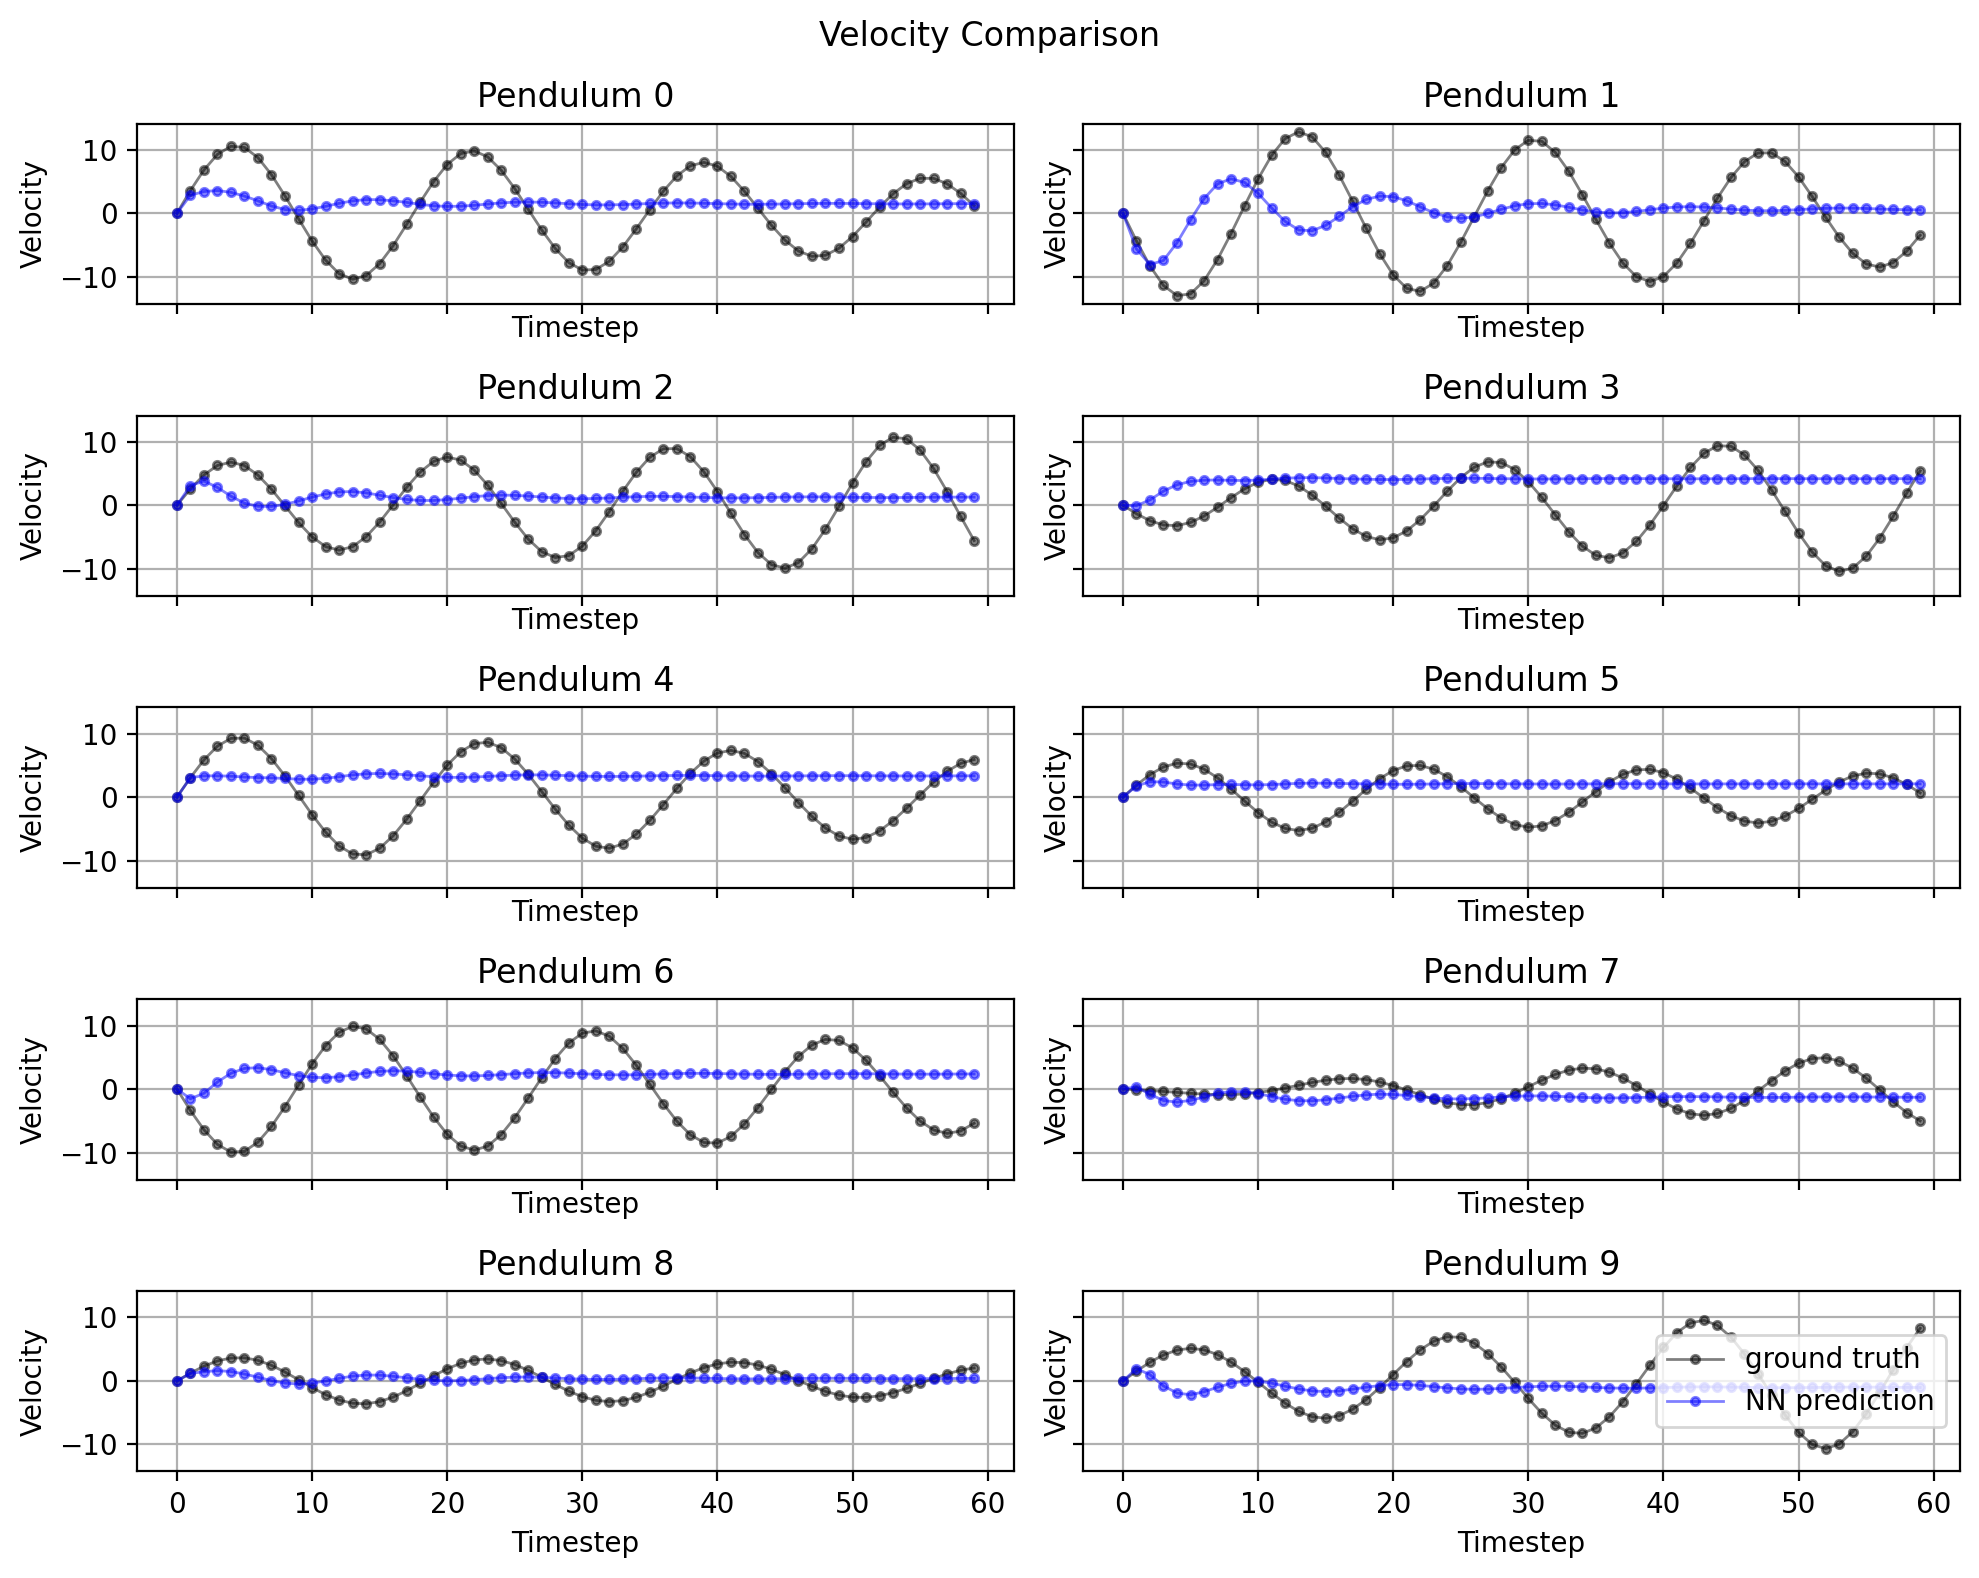 Velocity Comparison
Pendulum 0
Pendulum 1
10
0
−10
Velocity
Velocity
Timestep
Timestep
Pendulum 2
Pendulum 3
10
0
−10
Velocity
Velocity
Timestep
Timestep
Pendulum 4
Pendulum 5
10
0
−10
Velocity
Velocity
Timestep
Timestep
Pendulum 6
Pendulum 7
10
0
−10
Velocity
Velocity
Timestep
Timestep
Pendulum 8
Pendulum 9
10
0
−10
Velocity
Velocity
ground truth
NN prediction
0 10 20 30 40 50 60
0 10 20 30 40 50 60
Timestep
Timestep